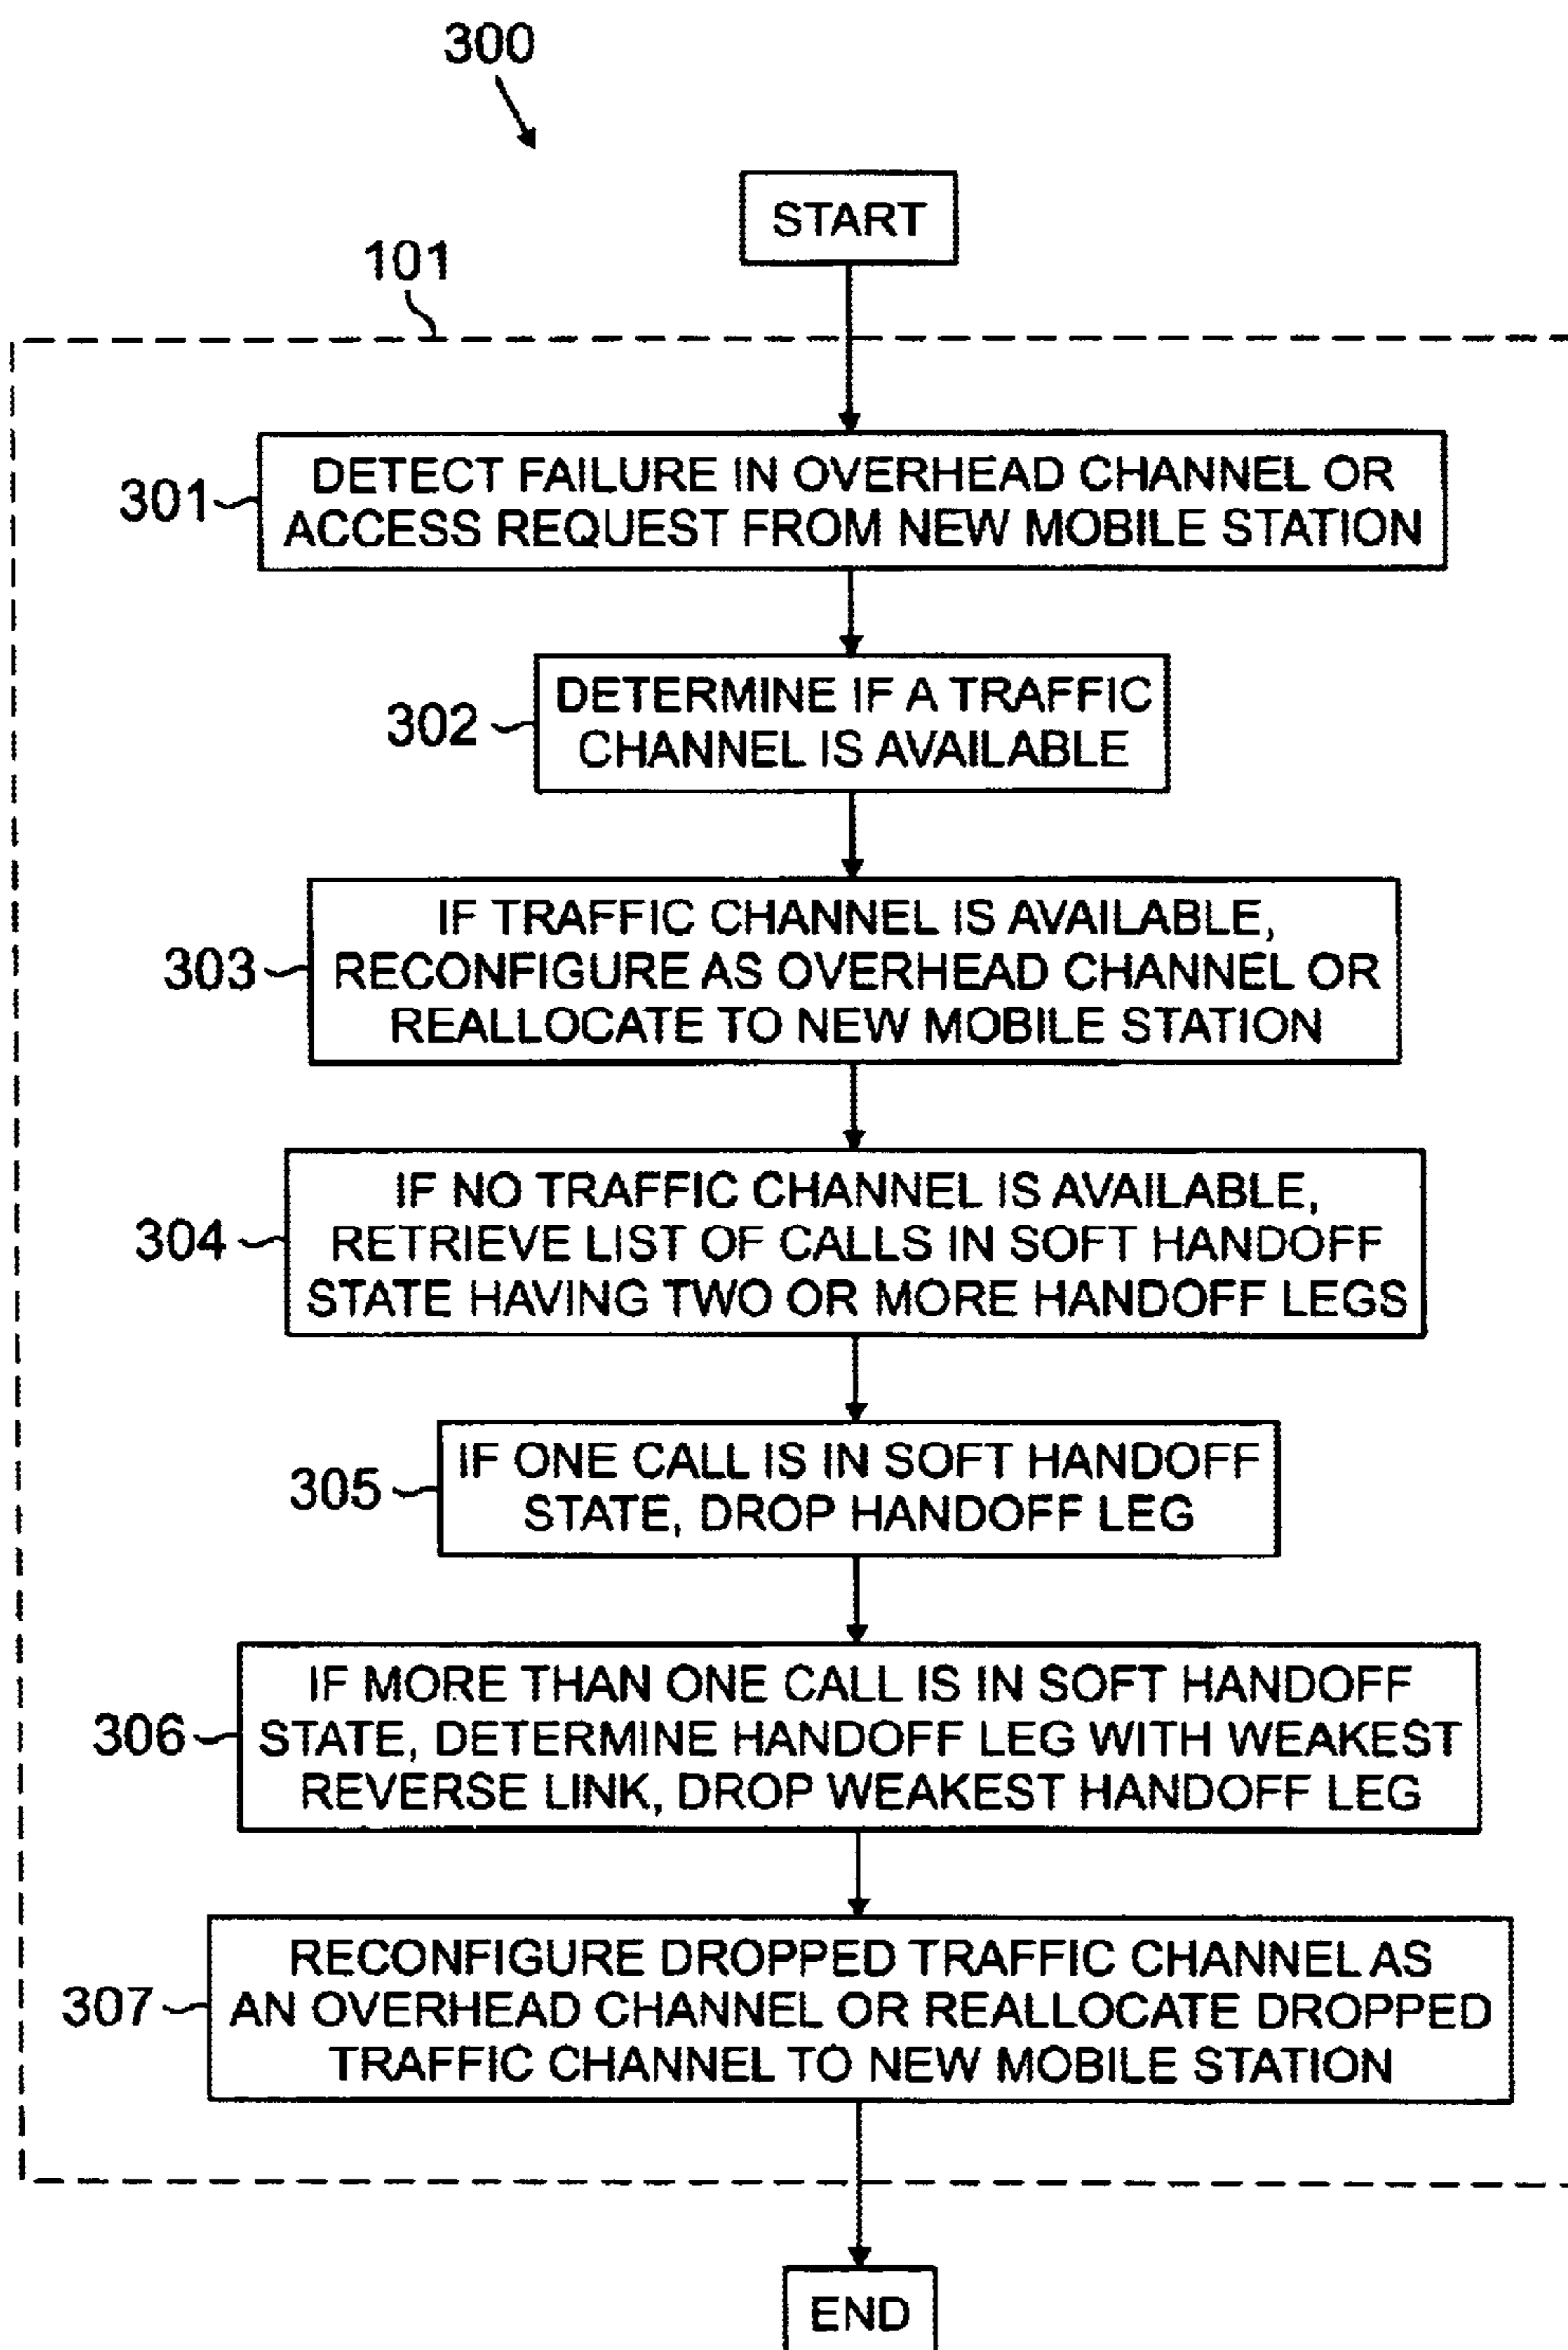 300
START
101
301
DETECT FAILURE IN OVERHEAD CHANNEL OR
ACCESS REQUEST FROM NEW MOBILE STATION
302
DETERMINE IF A TRAFFIC
CHANNEL IS AVAILABLE
303
IF TRAFFIC CHANNEL IS AVAILABLE,
RECONFIGURE AS OVERHEAD CHANNEL OR
REALLOCATE TO NEW MOBILE STATION
304
IF NO TRAFFIC CHANNEL IS AVAILABLE,
RETRIEVE LIST OF CALLS IN SOFT HANDOFF
STATE HAVING TWO OR MORE HANDOFF LEGS
305
IF ONE CALL IS IN SOFT HANDOFF
STATE, DROP HANDOFF LEG
306
IF MORE THAN ONE CALL IS IN SOFT HANDOFF
STATE, DETERMINE HANDOFF LEG WITH WEAKEST
REVERSE LINK, DROP WEAKEST HANDOFF LEG
307
RECONFIGURE DROPPED TRAFFIC CHANNEL AS
AN OVERHEAD CHANNEL OR REALLOCATE DROPPED
TRAFFIC CHANNEL TO NEW MOBILE STATION
END